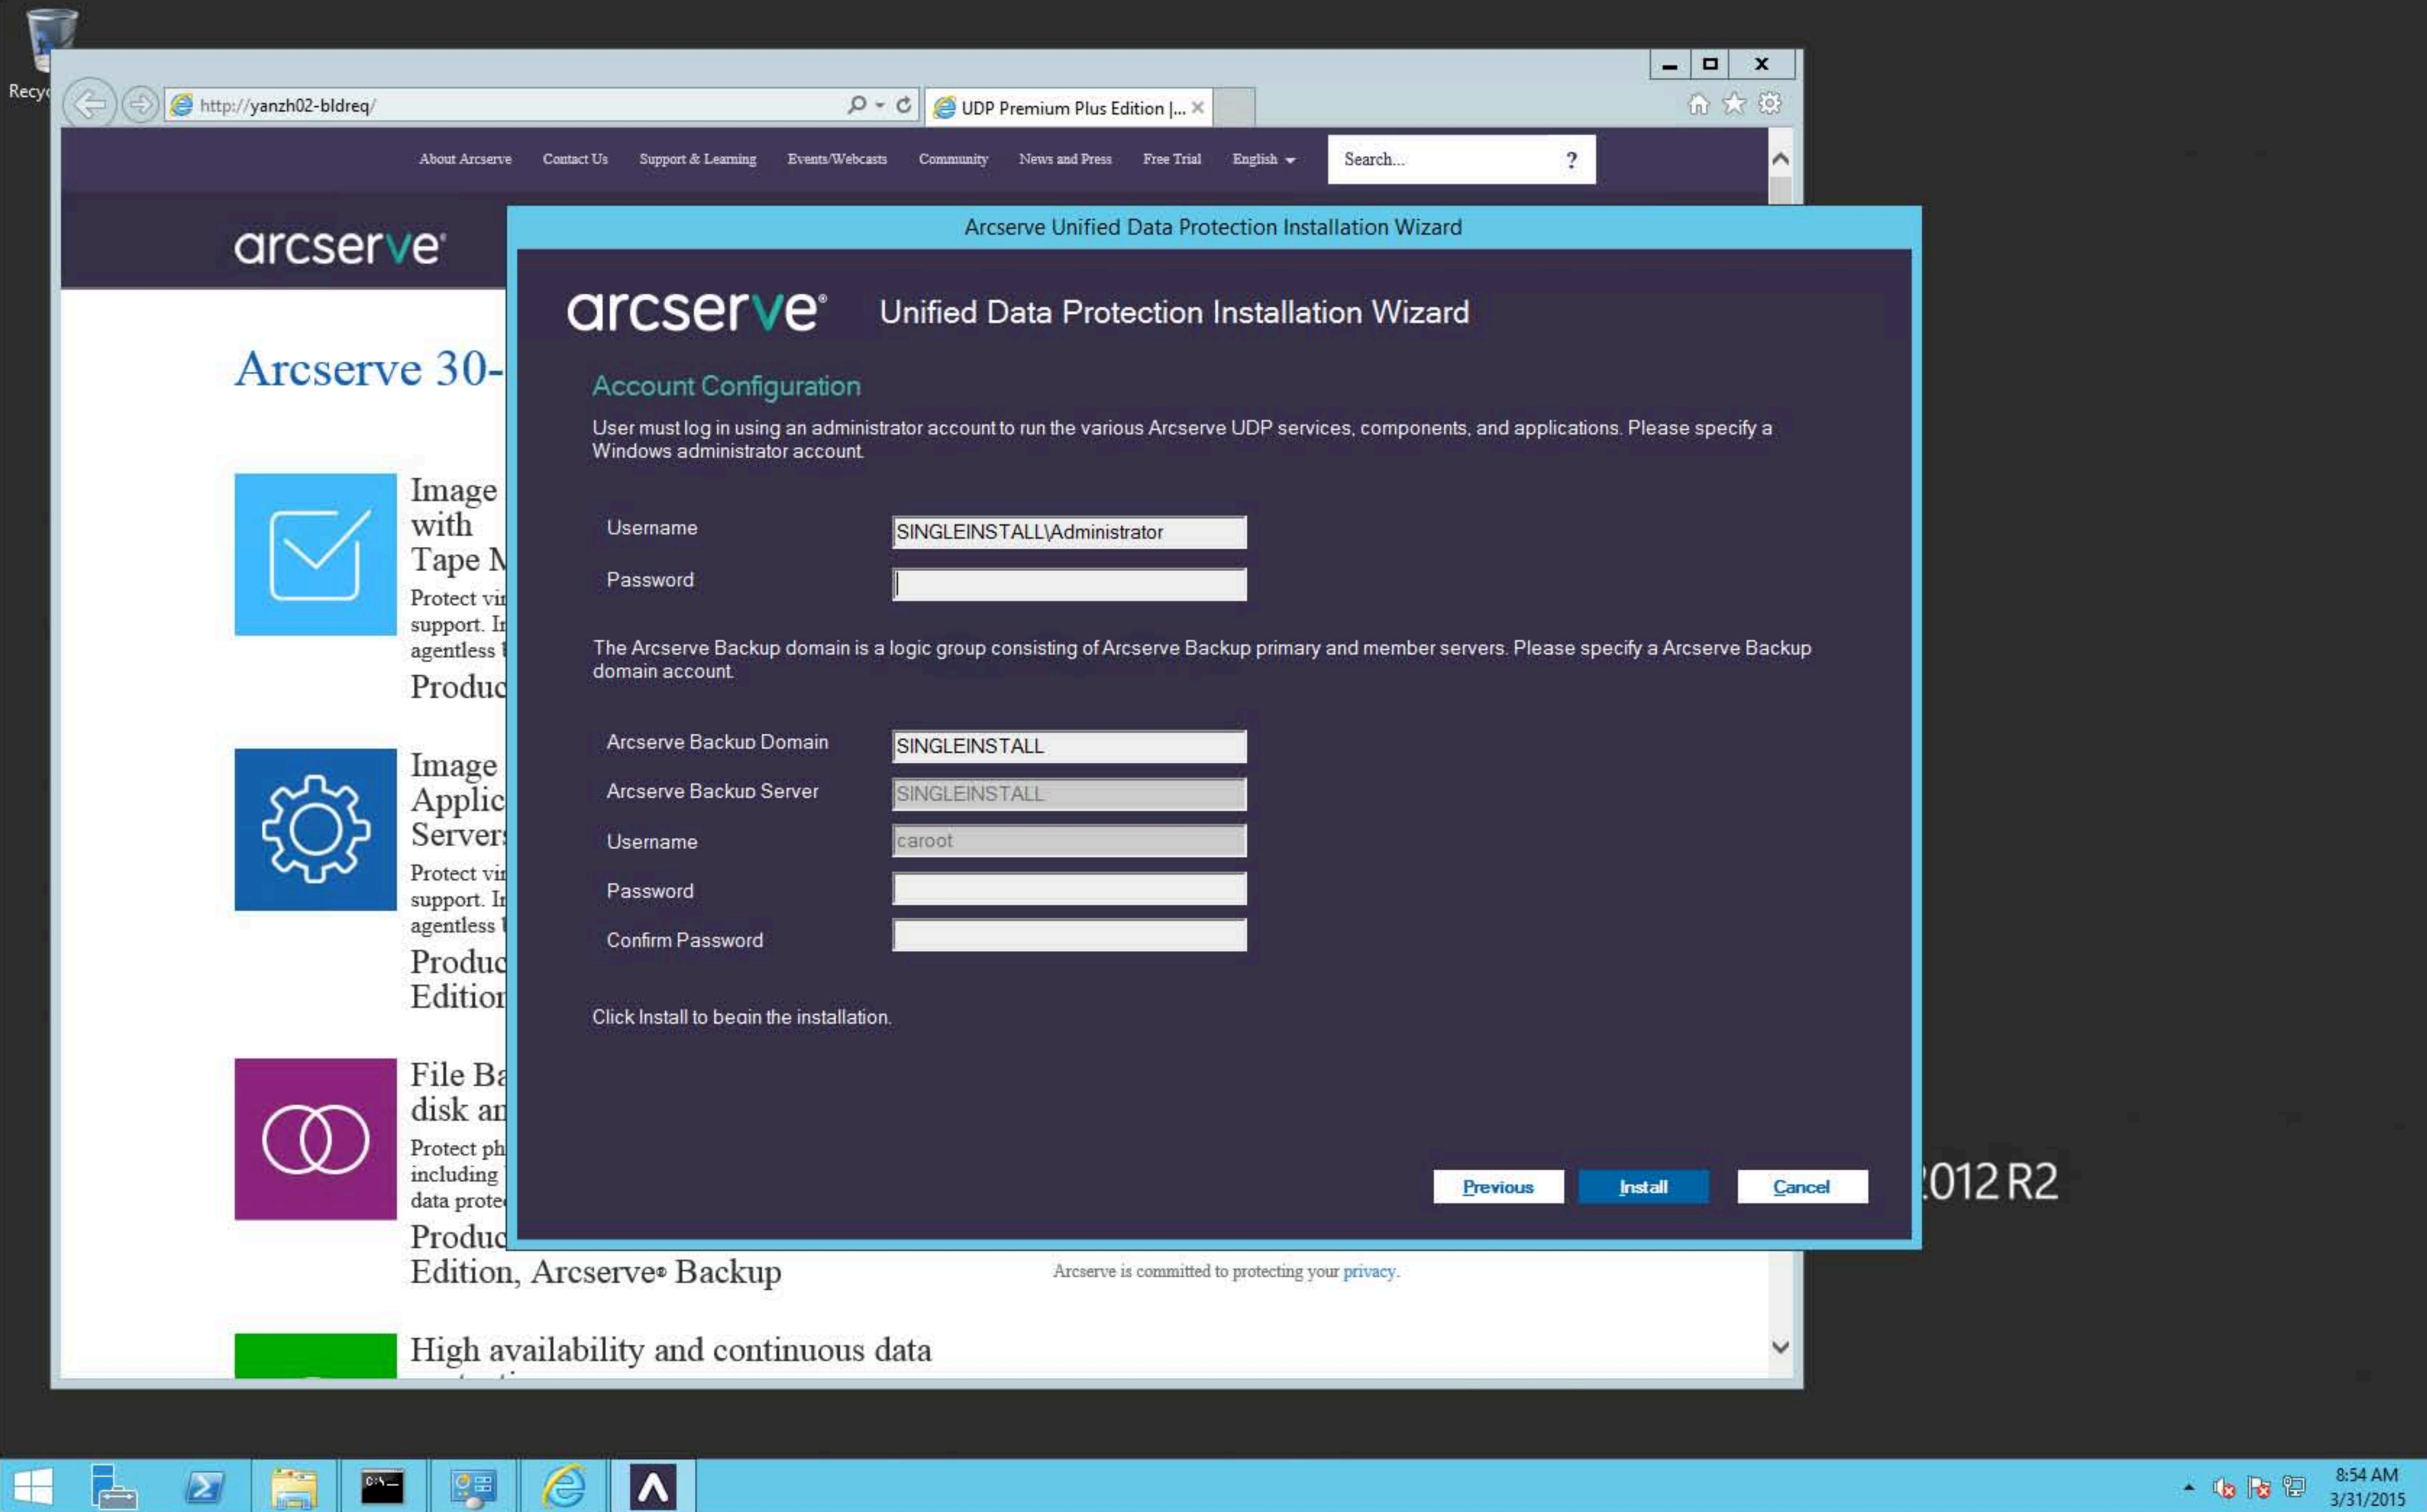 Recyc
http://yanzh02-bldreq/
UDP Premium Plus Edition |...
About Arcserve Contact Us Support & Learning Events/Webcasts Community News and Press Free Trial English
Search... ?
arcserve
Arcserve 30-
Image
with
Tape M
Protect vir
support. In
agentless
Produc
Image
Applic
Servers
Protect vir
support. In
agentless
Produc
Edition
File Ba
disk an
Protect ph
including
data prote
Produc
Edition, Arcserve® Backup
Arcserve is committed to protecting your privacy.
High availability and continuous data
Arcserve Unified Data Protection Installation Wizard
arcserve® Unified Data Protection Installation Wizard
Account Configuration
User must log in using an administrator account to run the various Arcserve UDP services, components, and applications. Please specify a
Windows administrator account.
Username SINGLEINSTALL\Administrator
Password
The Arcserve Backup domain is a logic group consisting of Arcserve Backup primary and member servers. Please specify a Arcserve Backup
domain account.
Arcserve Backup Domain SINGLEINSTALL
Arcserve Backup Server SINGLEINSTALL
Username caroot
Password
Confirm Password
Click Install to begin the installation.
Previous Install Cancel
2012 R2
C:\_
8:54 AM
3/31/2015